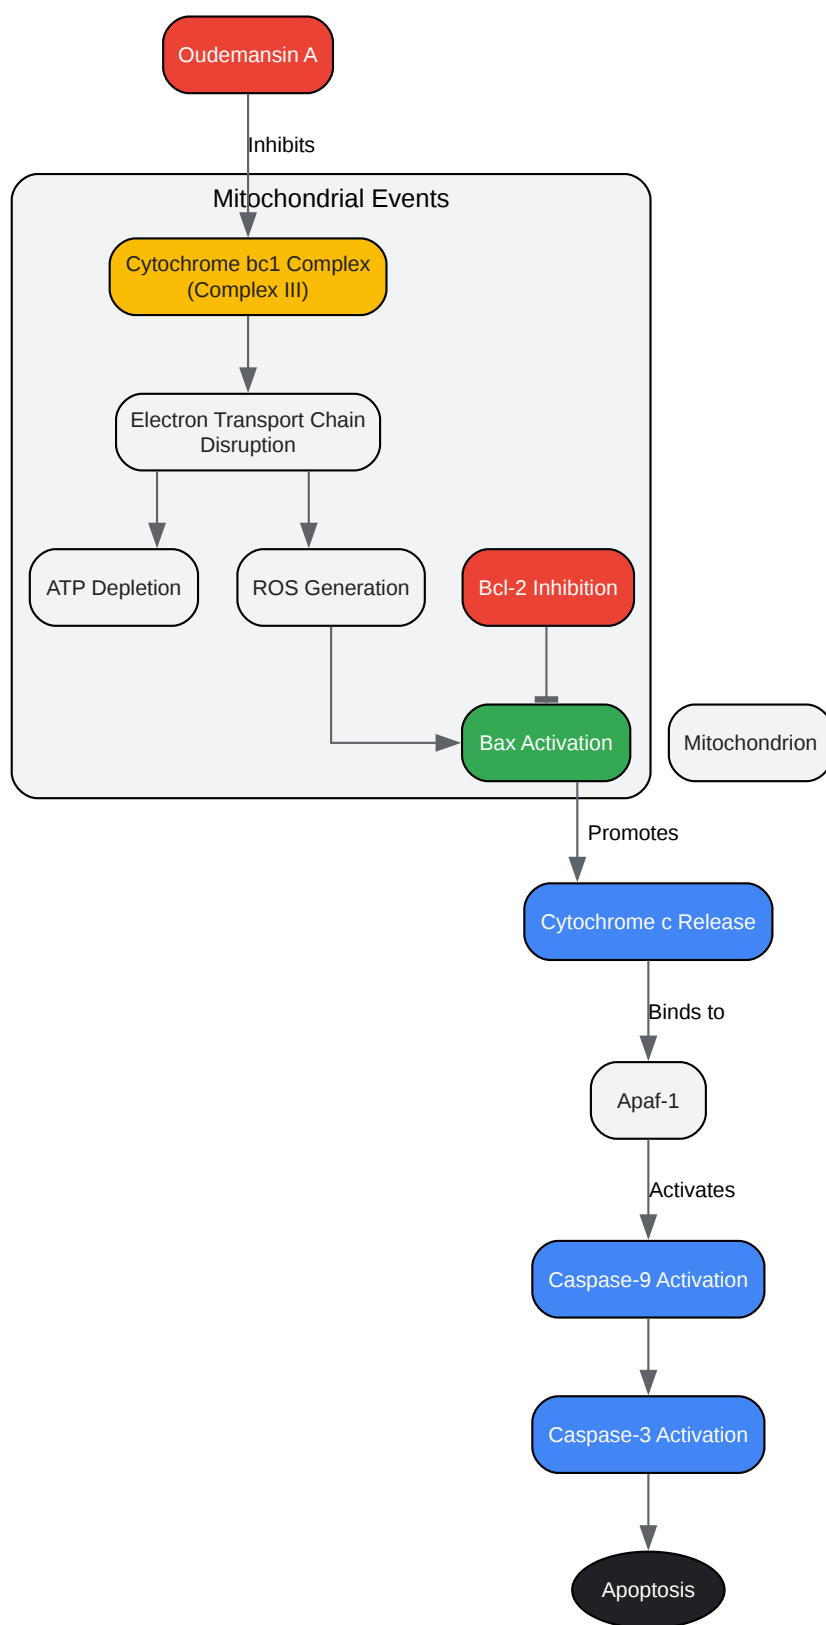 Oudemansin A
Inhibits
Mitochondrial Events
Cytochrome bc1 Complex
(Complex III)
Electron Transport Chain
Disruption
ATP Depletion
ROS Generation
Bcl-2 Inhibition
Bax Activation
Mitochondrion
Promotes
Cytochrome c Release
Binds to
Apaf-1
Activates
Caspase-9 Activation
Caspase-3 Activation
Apoptosis